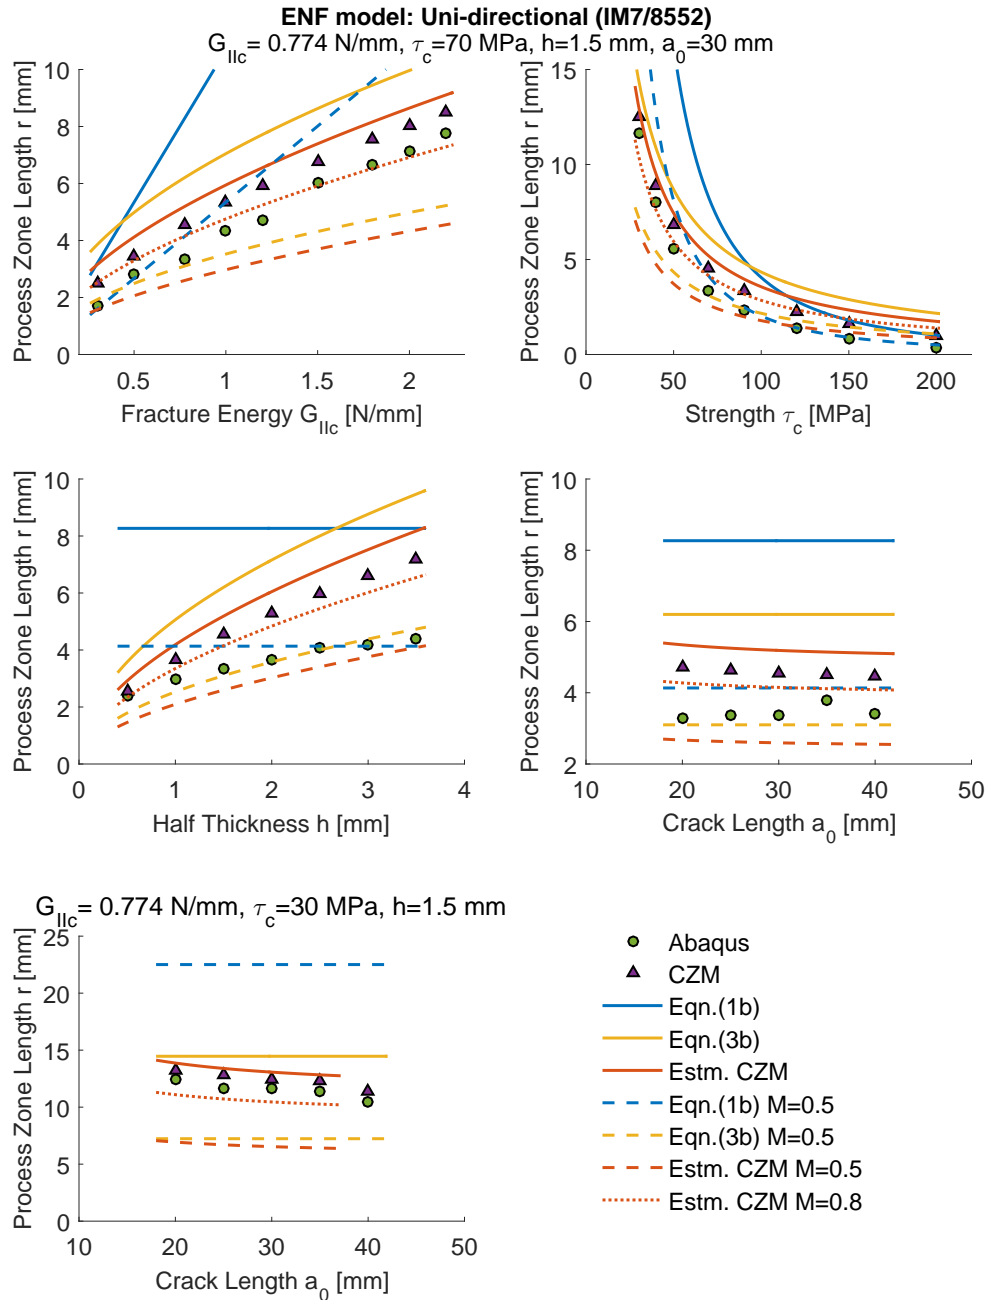 ENF model: Uni-directional (IM7/8552)
G_IIc= 0.774 N/mm, τ_c=70 MPa, h=1.5 mm, a_0=30 mm
Process Zone Length r [mm]
10
8
6
4
2
0
0.5 1 1.5 2
Fracture Energy G_IIc [N/mm]
Process Zone Length r [mm]
15
10
5
0
0 50 100 150 200
Strength τ_c [MPa]
Process Zone Length r [mm]
10
8
6
4
2
0
0 1 2 3 4
Half Thickness h [mm]
Process Zone Length r [mm]
10
8
6
4
2
10 20 30 40 50
Crack Length a_0 [mm]
G_IIc= 0.774 N/mm, τ_c=30 MPa, h=1.5 mm
Process Zone Length r [mm]
25
20
15
10
5
0
10 20 30 40 50
Crack Length a_0 [mm]
Abaqus
CZM
Eqn.(1b)
Eqn.(3b)
Estm. CZM
Eqn.(1b) M=0.5
Eqn.(3b) M=0.5
Estm. CZM M=0.5
Estm. CZM M=0.8